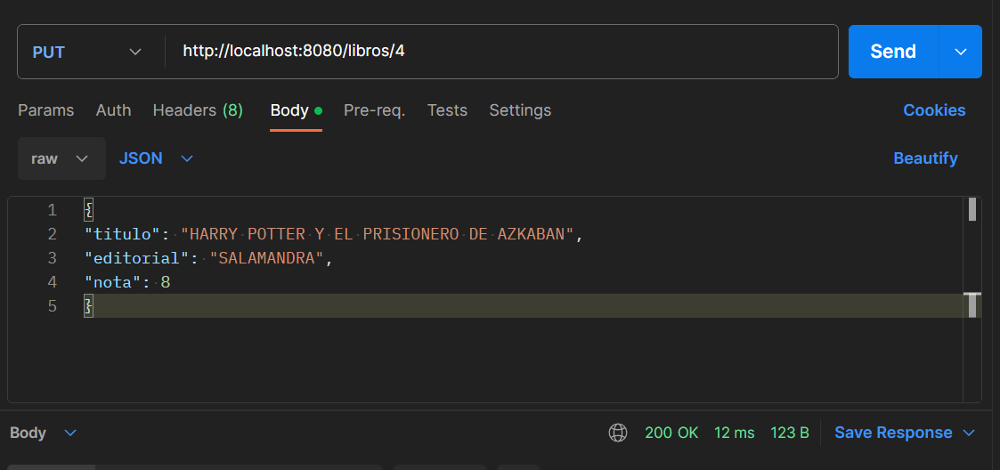 PUT http://localhost:8080/libros/4 Send
Params Auth Headers (8) Body Pre-req. Tests Settings Cookies
raw JSON Beautify
1 {
2 "titulo": "HARRY POTTER Y EL PRISIONERO DE AZKABAN",
3 "editorial": "SALAMANDRA",
4 "nota": 8
5 }
Body 200 OK 12 ms 123 B Save Response